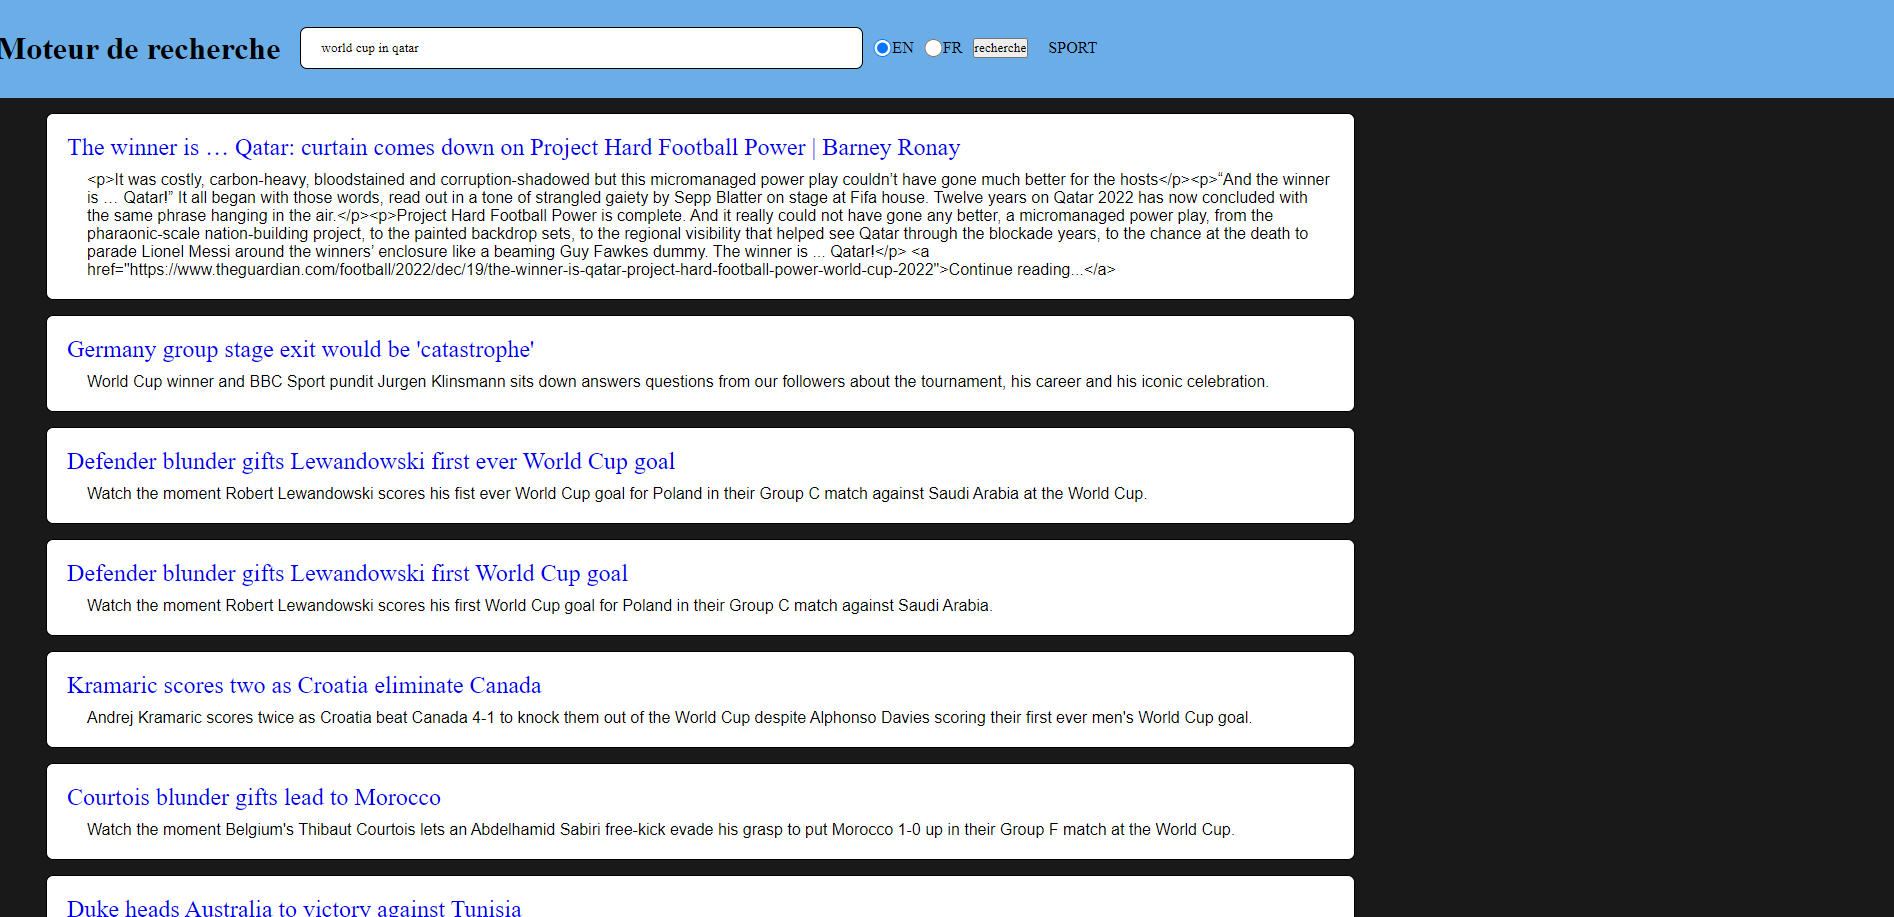 Moteur de recherche world cup in qatar EN FR recherche SPORT
The winner is … Qatar: curtain comes down on Project Hard Football Power | Barney Ronay
<p>It was costly, carbon-heavy, bloodstained and corruption-shadowed but this micromanaged power play couldn’t have gone much better for the hosts</p><p>“And the winner
is … Qatar!” It all began with those words, read out in a tone of strangled gaiety by Sepp Blatter on stage at Fifa house. Twelve years on Qatar 2022 has now concluded with
the same phrase hanging in the air.</p><p>Project Hard Football Power is complete. And it really could not have gone any better, a micromanaged power play, from the
pharaonic-scale nation-building project, to the painted backdrop sets, to the regional visibility that helped see Qatar through the blockade years, to the chance at the death to
parade Lionel Messi around the winners’ enclosure like a beaming Guy Fawkes dummy. The winner is … Qatar!</p> <a
href="https://www.theguardian.com/football/2022/dec/19/the-winner-is-qatar-project-hard-football-power-world-cup-2022">Continue reading...</a>
Germany group stage exit would be 'catastrophe'
World Cup winner and BBC Sport pundit Jurgen Klinsmann sits down answers questions from our followers about the tournament, his career and his iconic celebration.
Defender blunder gifts Lewandowski first ever World Cup goal
Watch the moment Robert Lewandowski scores his fist ever World Cup goal for Poland in their Group C match against Saudi Arabia at the World Cup.
Defender blunder gifts Lewandowski first World Cup goal
Watch the moment Robert Lewandowski scores his first World Cup goal for Poland in their Group C match against Saudi Arabia.
Kramaric scores two as Croatia eliminate Canada
Andrej Kramaric scores twice as Croatia beat Canada 4-1 to knock them out of the World Cup despite Alphonso Davies scoring their first ever men's World Cup goal.
Courtois blunder gifts lead to Morocco
Watch the moment Belgium's Thibaut Courtois lets an Abdelhamid Sabiri free-kick evade his grasp to put Morocco 1-0 up in their Group F match at the World Cup.
Duke heads Australia to victory against Tunisia